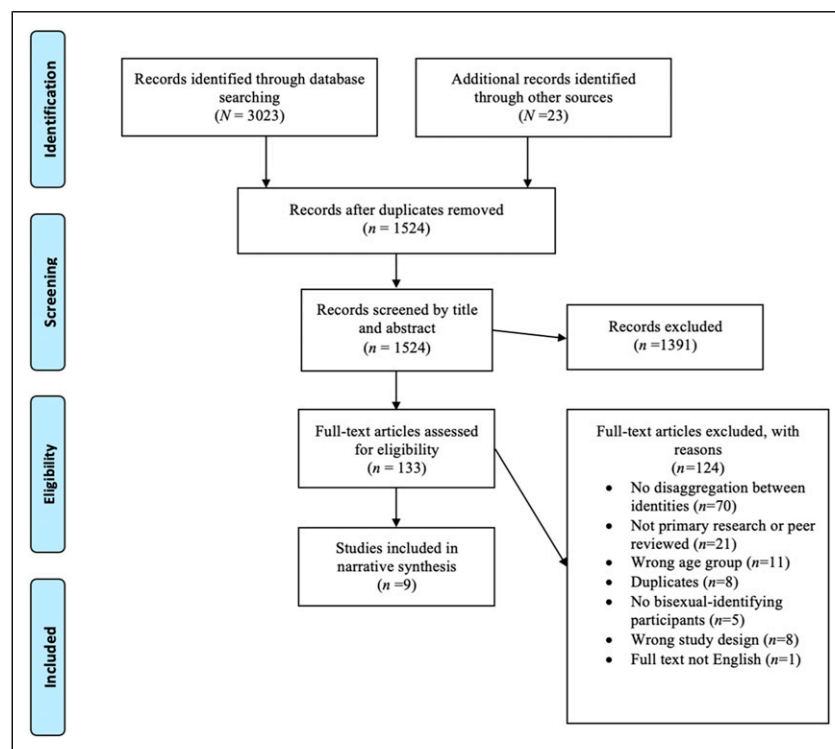 Identification
Records identified through database
searching
(N = 3023)
Additional records identified
through other sources
(N =23)
Records after duplicates removed
(n = 1524)
Screening
Records screened by title
and abstract
(n = 1524)
Records excluded
(n =1391)
Eligibility
Full-text articles assessed
for eligibility
(n = 133)
Full-text articles excluded, with
reasons
(n=124)
• No disaggregation between
identities (n=70)
• Not primary research or peer
reviewed (n=21)
• Wrong age group (n=11)
• Duplicates (n=8)
• No bisexual-identifying
participants (n=5)
• Wrong study design (n=8)
• Full text not English (n=1)
Studies included in
narrative synthesis
(n =9)
Included